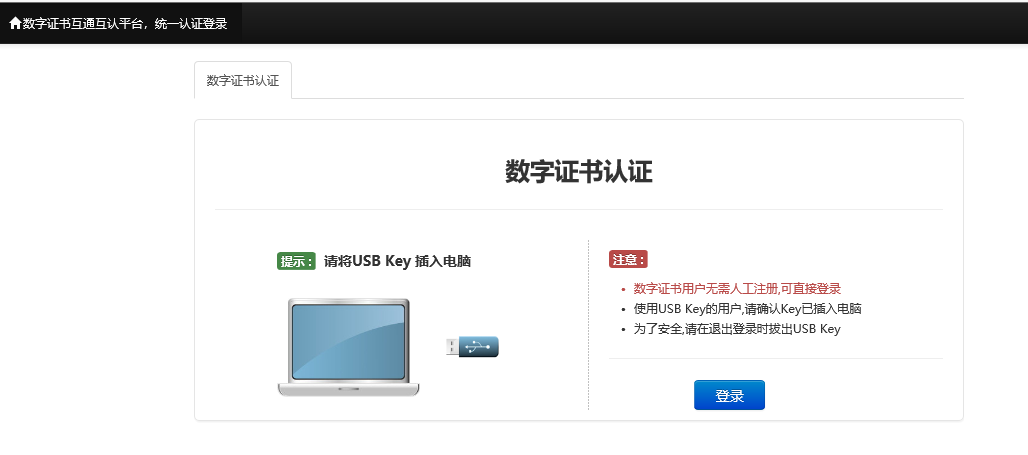 数字证书互通互认平台，统一认证登录
数字证书认证
数字证书认证
提示： 请将USB Key 插入电脑
注意：
数字证书用户无需人工注册,可直接登录
使用USB Key的用户,请确认Key已插入电脑
为了安全,请在退出登录时拔出USB Key
登录